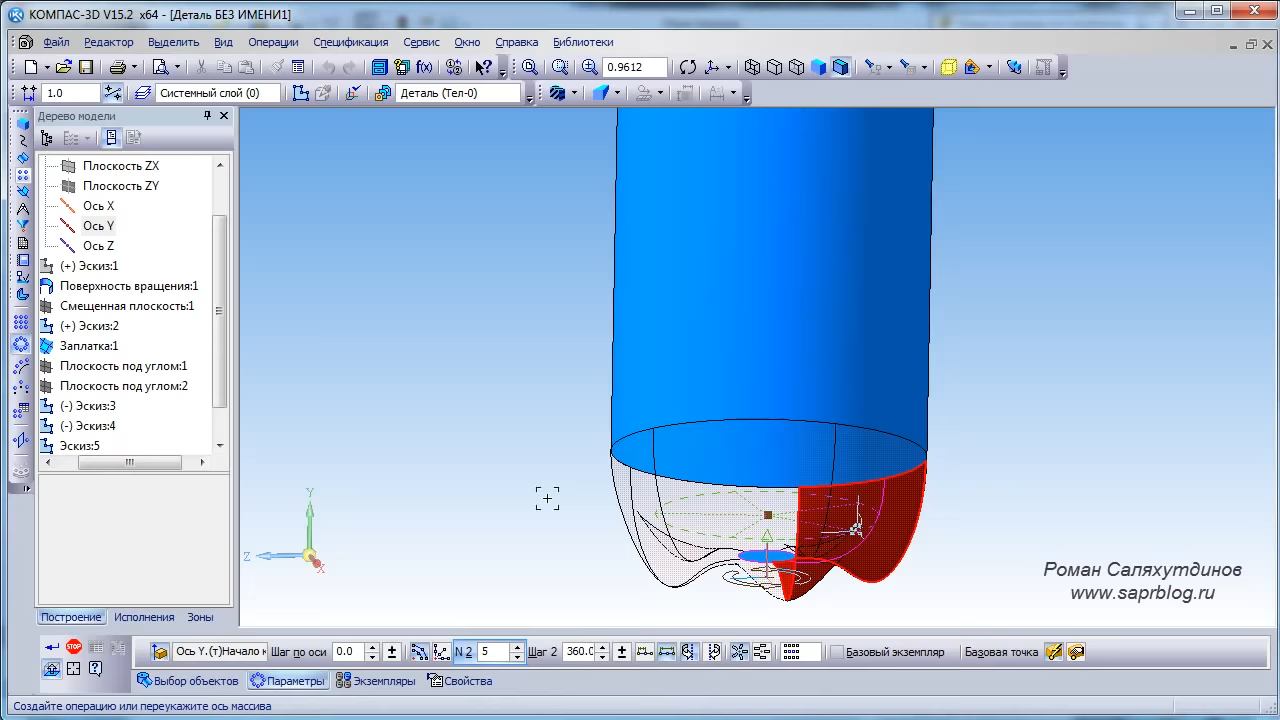 КОМПАС-3D V15.2 x64 - [Деталь БЕЗ ИМЕНИ1]
Файл Редактор Выделить Вид Операции Спецификация Сервис Окно Справка Библиотеки
f(x) 0.9612
1.0 Системный слой (0) Деталь (Тел-0)
Дерево модели
Плоскость ZX
Плоскость ZY
Ось X
Ось Y
Ось Z
(+) Эскиз:1
Поверхность вращения:1
Смещенная плоскость:1
(+) Эскиз:2
Заплатка:1
Плоскость под углом:1
Плоскость под углом:2
(-) Эскиз:3
(-) Эскиз:4
Эскиз:5
Y
Z
X
Роман Саляхутдинов
www.saprblog.ru
Построение Исполнения Зоны
STOP Ось Y.(т)Начало к Шаг по оси 0.0 N 2 5 Шаг 2 360.0 Базовый экземпляр Базовая точка
Выбор объектов Параметры Экземпляры Свойства
Создайте операцию или переукажите ось массива